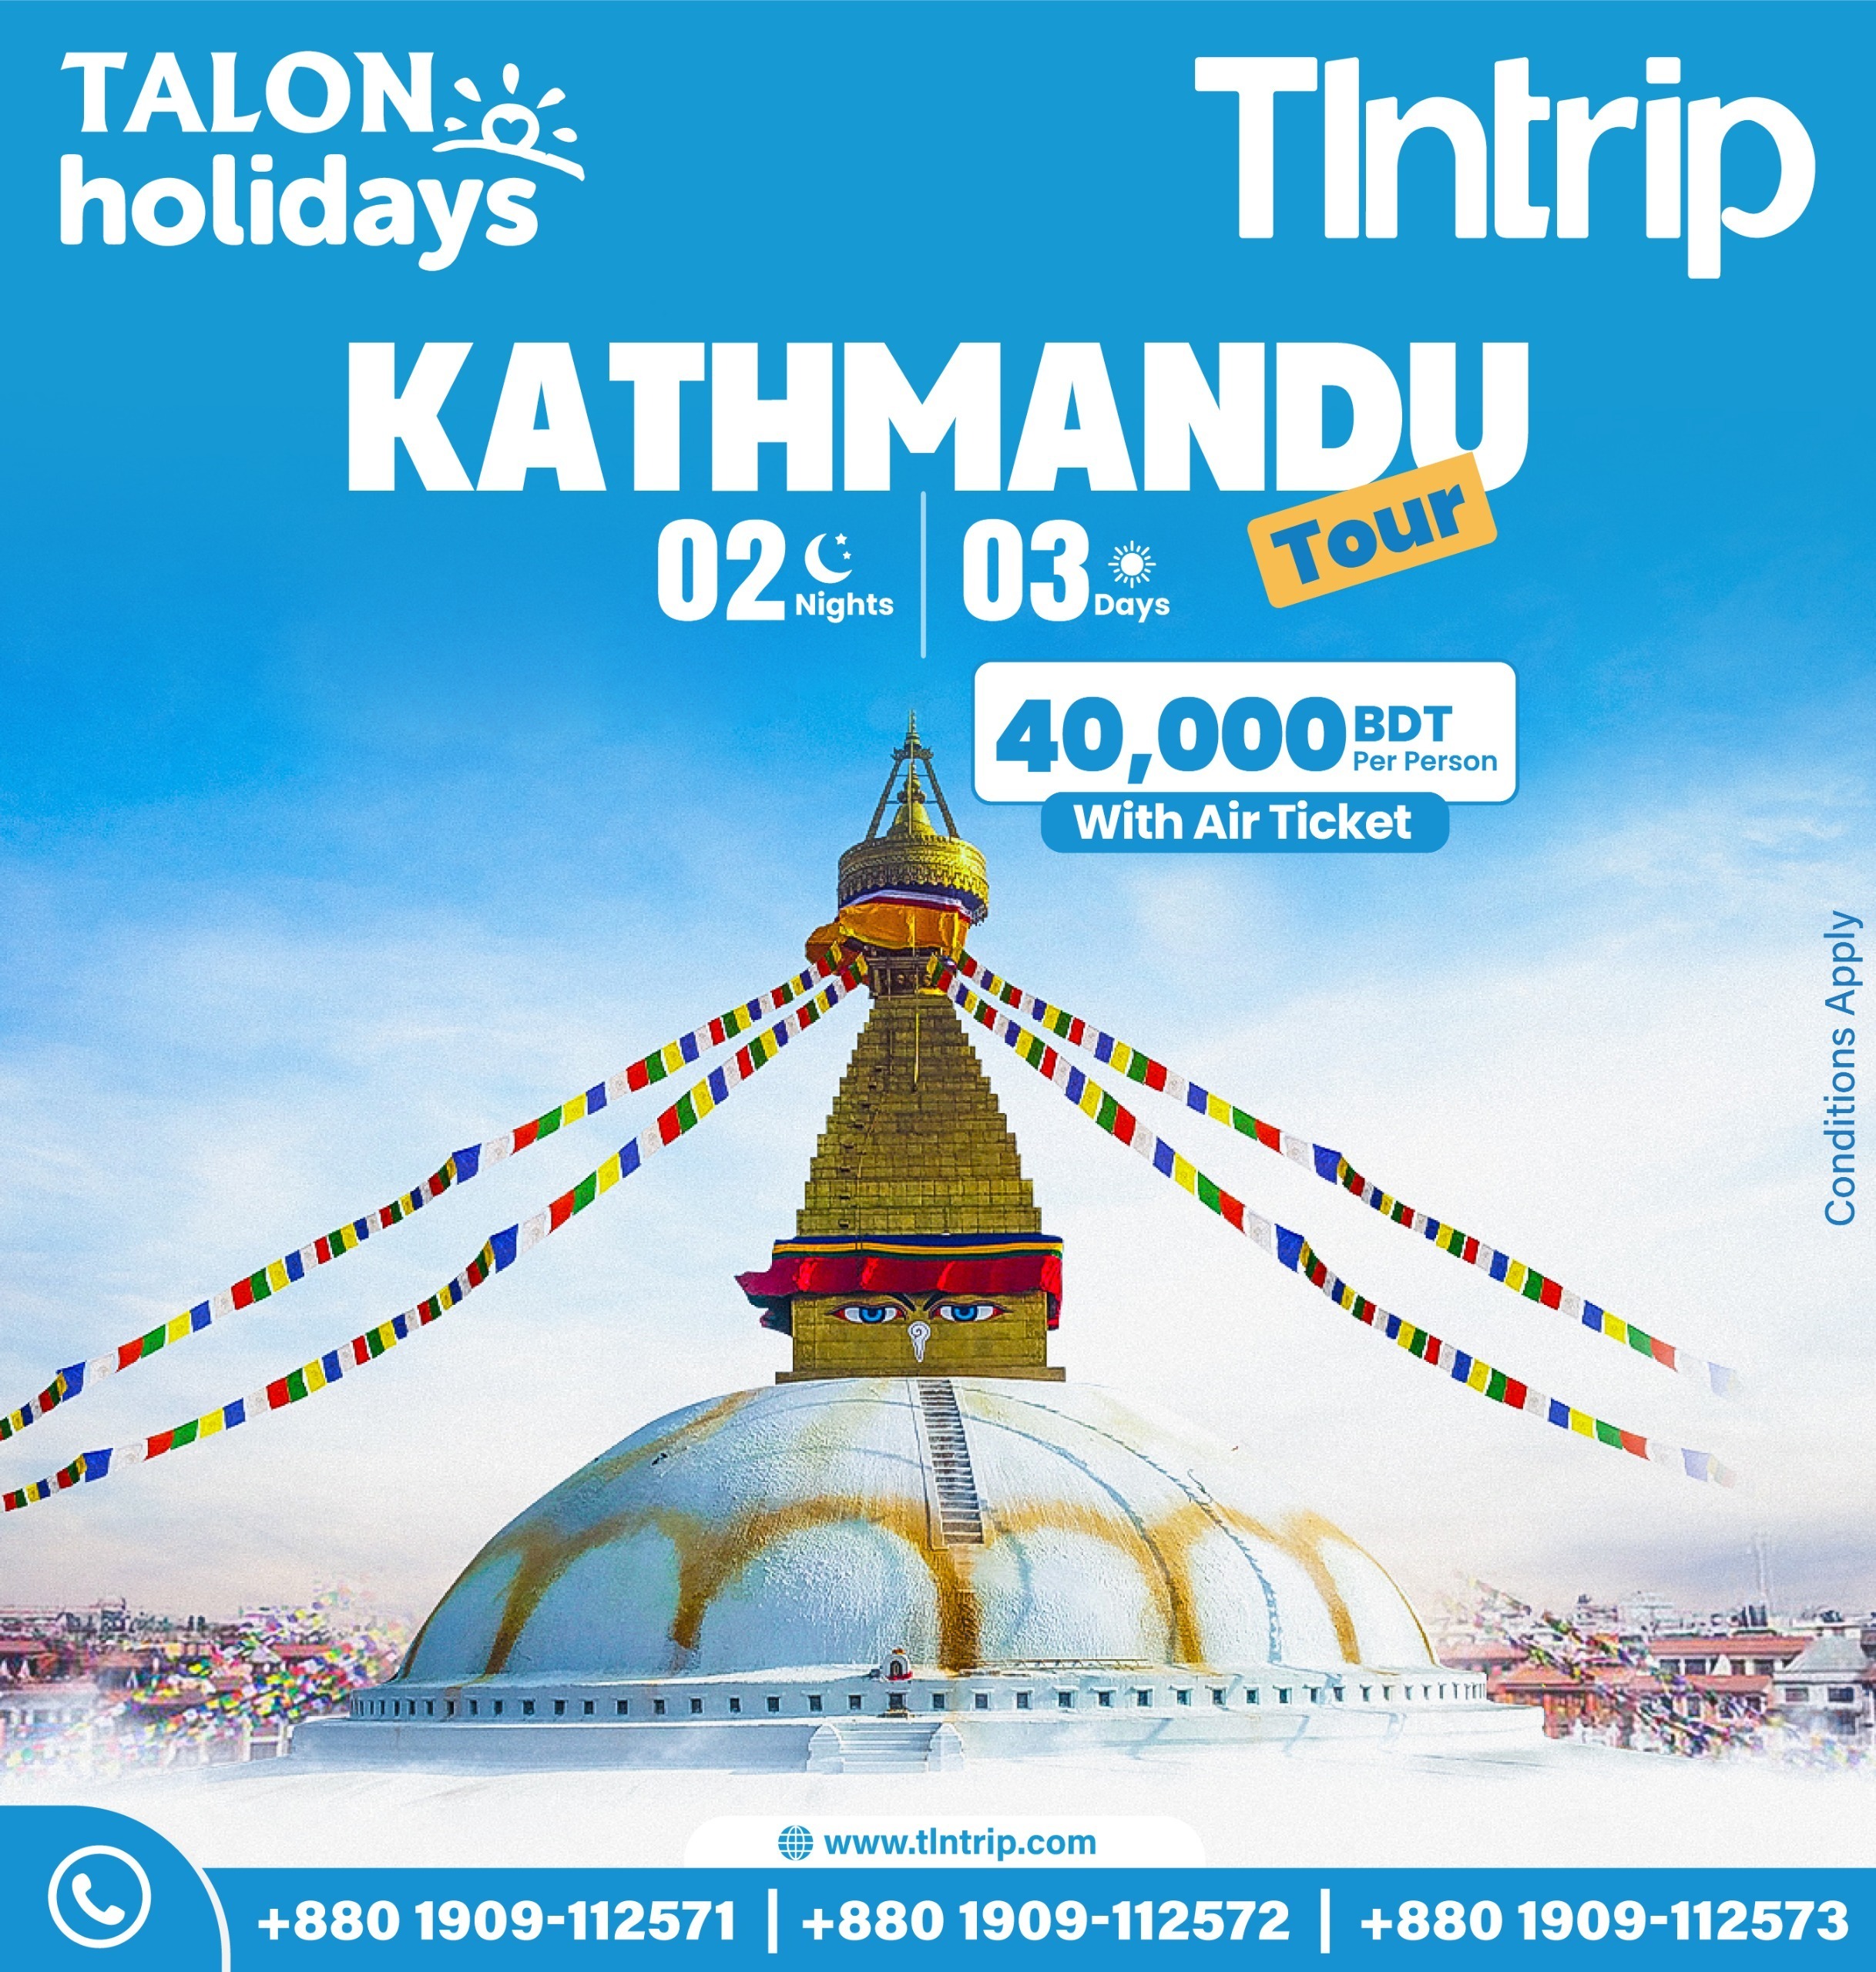 TALON
holidays
Tlntrip
KATHMANDU
Tour
02 Nights
03 Days
40,000 BDT
Per Person
With Air Ticket
Conditions Apply
www.tlntrip.com
+880 1909-112571 | +880 1909-112572 | +880 1909-112573